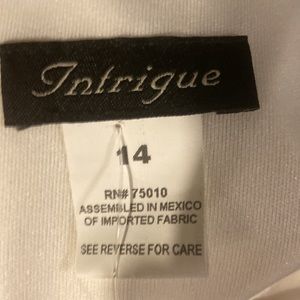 Intrigue
14
RN# 75010
ASSEMBLED IN MEXICO
OF IMPORTED FABRIC
SEE REVERSE FOR CARE